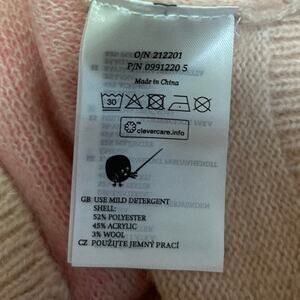 O/N 212201
P/N 0991220 5
Made in China
30
clevercare.info
GB USE MILD DETERGENT
SHELL:
52% POLYESTER
45% ACRYLIC
3% WOOL
CZ POUŽIJTE JEMNÝ PRACÍ